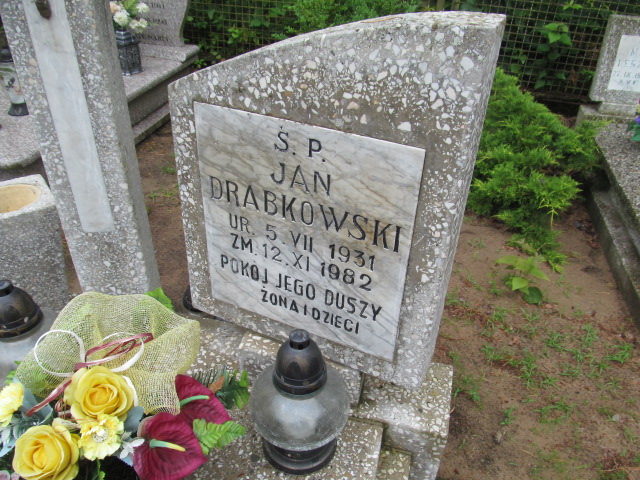 Ś. P.
JAN
DRABKOWSKI
UR. 5. VII 1931
ZM. 12. XI 1982
POKÓJ JEGO DUSZY
ŻONA I DZIECI